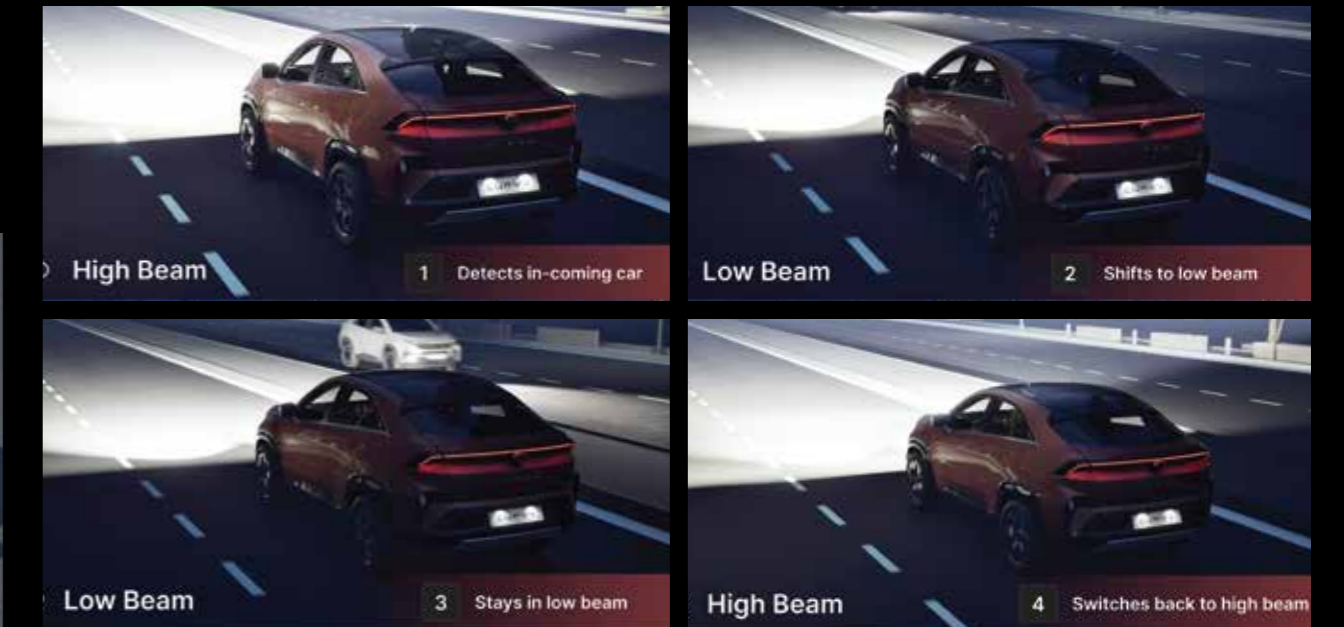 High Beam
1 Detects in-coming car
Low Beam
2 Shifts to low beam
Low Beam
3 Stays in low beam
High Beam
4 Switches back to high beam